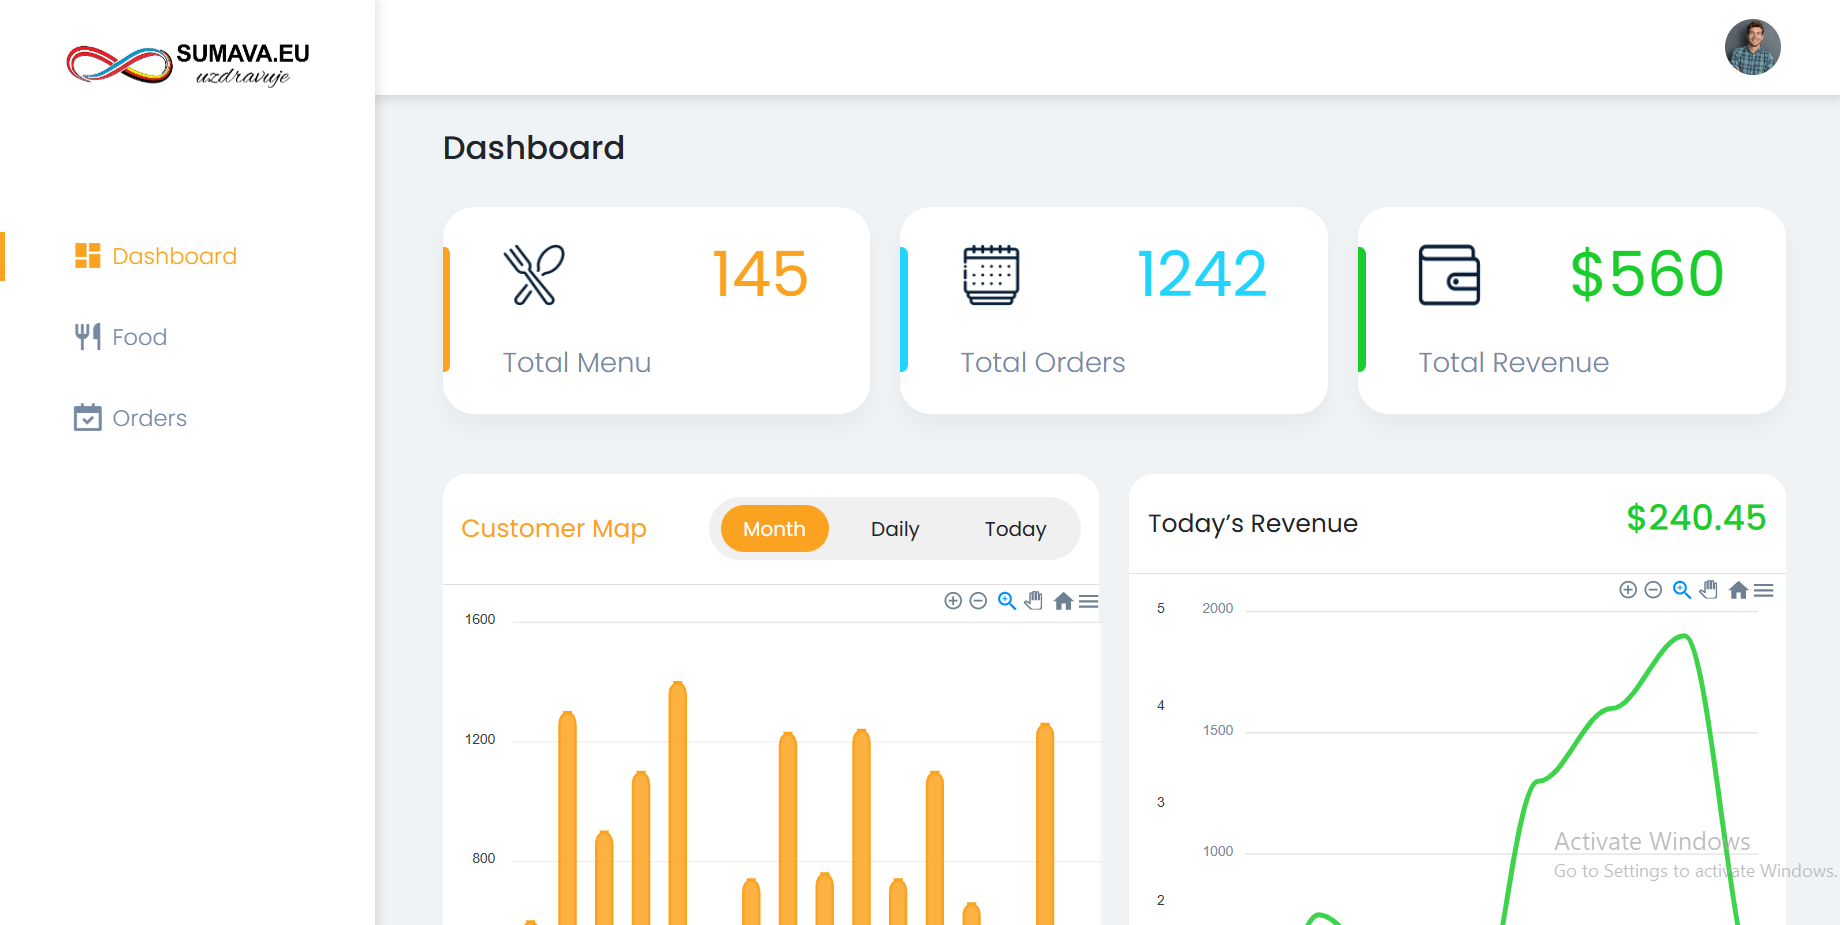 SUMAVA.EU
uzdravuje
Dashboard
Food
Orders
Dashboard
145
Total Menu
1242
Total Orders
$560
Total Revenue
Customer Map
Month Daily Today
1600
1200
800
Today’s Revenue
$240.45
5
4
3
2
2000
1500
1000
Activate Windows
Go to Settings to activate Windows.